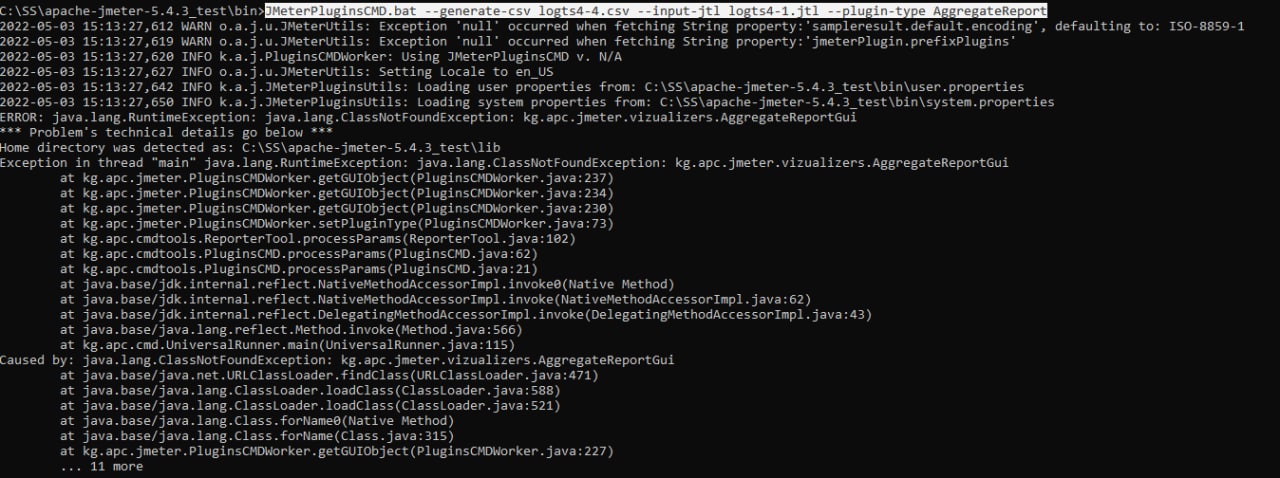 C:\SS\apache-jmeter-5.4.3_test\bin>JMeterPluginsCMD.bat --generate-csv logts4-4.csv --input-jtl logts4-1.jtl --plugin-type AggregateReport
2022-05-03 15:13:27,612 WARN o.a.j.u.JMeterUtils: Exception 'null' occurred when fetching String property:'sampleresult.default.encoding', defaulting to: ISO-8859-1
2022-05-03 15:13:27,619 WARN o.a.j.u.JMeterUtils: Exception 'null' occurred when fetching String property:'jmeterPlugin.prefixPlugins'
2022-05-03 15:13:27,620 INFO k.a.j.PluginsCMDWorker: Using JMeterPluginsCMD v. N/A
2022-05-03 15:13:27,627 INFO o.a.j.u.JMeterUtils: Setting Locale to en_US
2022-05-03 15:13:27,642 INFO k.a.j.JMeterPluginsUtils: Loading user properties from: C:\SS\apache-jmeter-5.4.3_test\bin\user.properties
2022-05-03 15:13:27,650 INFO k.a.j.JMeterPluginsUtils: Loading system properties from: C:\SS\apache-jmeter-5.4.3_test\bin\system.properties
ERROR: java.lang.RuntimeException: java.lang.ClassNotFoundException: kg.apc.jmeter.vizualizers.AggregateReportGui
*** Problem's technical details go below ***
Home directory was detected as: C:\SS\apache-jmeter-5.4.3_test\lib
Exception in thread "main" java.lang.RuntimeException: java.lang.ClassNotFoundException: kg.apc.jmeter.vizualizers.AggregateReportGui
at kg.apc.jmeter.PluginsCMDWorker.getGUIObject(PluginsCMDWorker.java:237)
at kg.apc.jmeter.PluginsCMDWorker.getGUIObject(PluginsCMDWorker.java:234)
at kg.apc.jmeter.PluginsCMDWorker.getGUIObject(PluginsCMDWorker.java:230)
at kg.apc.jmeter.PluginsCMDWorker.setPluginType(PluginsCMDWorker.java:73)
at kg.apc.cmdtools.ReporterTool.processParams(ReporterTool.java:102)
at kg.apc.cmdtools.PluginsCMD.processParams(PluginsCMD.java:62)
at kg.apc.cmdtools.PluginsCMD.processParams(PluginsCMD.java:21)
at java.base/jdk.internal.reflect.NativeMethodAccessorImpl.invoke0(Native Method)
at java.base/jdk.internal.reflect.NativeMethodAccessorImpl.invoke(NativeMethodAccessorImpl.java:62)
at java.base/jdk.internal.reflect.DelegatingMethodAccessorImpl.invoke(DelegatingMethodAccessorImpl.java:43)
at java.base/java.lang.reflect.Method.invoke(Method.java:566)
at kg.apc.cmd.UniversalRunner.main(UniversalRunner.java:115)
Caused by: java.lang.ClassNotFoundException: kg.apc.jmeter.vizualizers.AggregateReportGui
at java.base/java.net.URLClassLoader.findClass(URLClassLoader.java:471)
at java.base/java.lang.ClassLoader.loadClass(ClassLoader.java:588)
at java.base/java.lang.ClassLoader.loadClass(ClassLoader.java:521)
at java.base/java.lang.Class.forName0(Native Method)
at java.base/java.lang.Class.forName(Class.java:315)
at kg.apc.jmeter.PluginsCMDWorker.getGUIObject(PluginsCMDWorker.java:227)
... 11 more